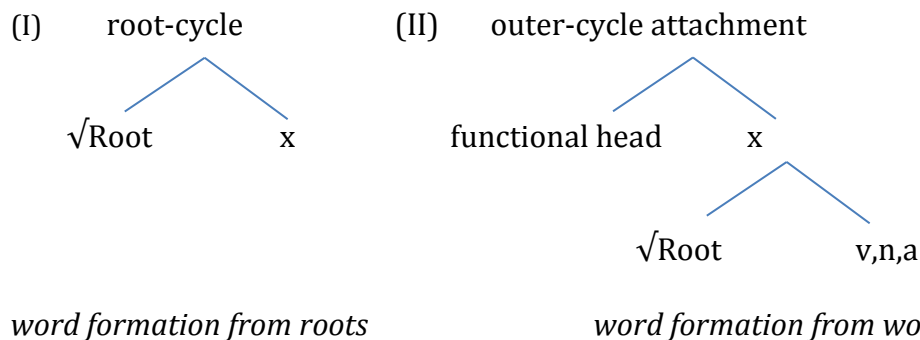 (I) root-cycle (II) outer-cycle attachment
√Root x functional head x
√Root v,n,a
word formation from roots word formation from wo